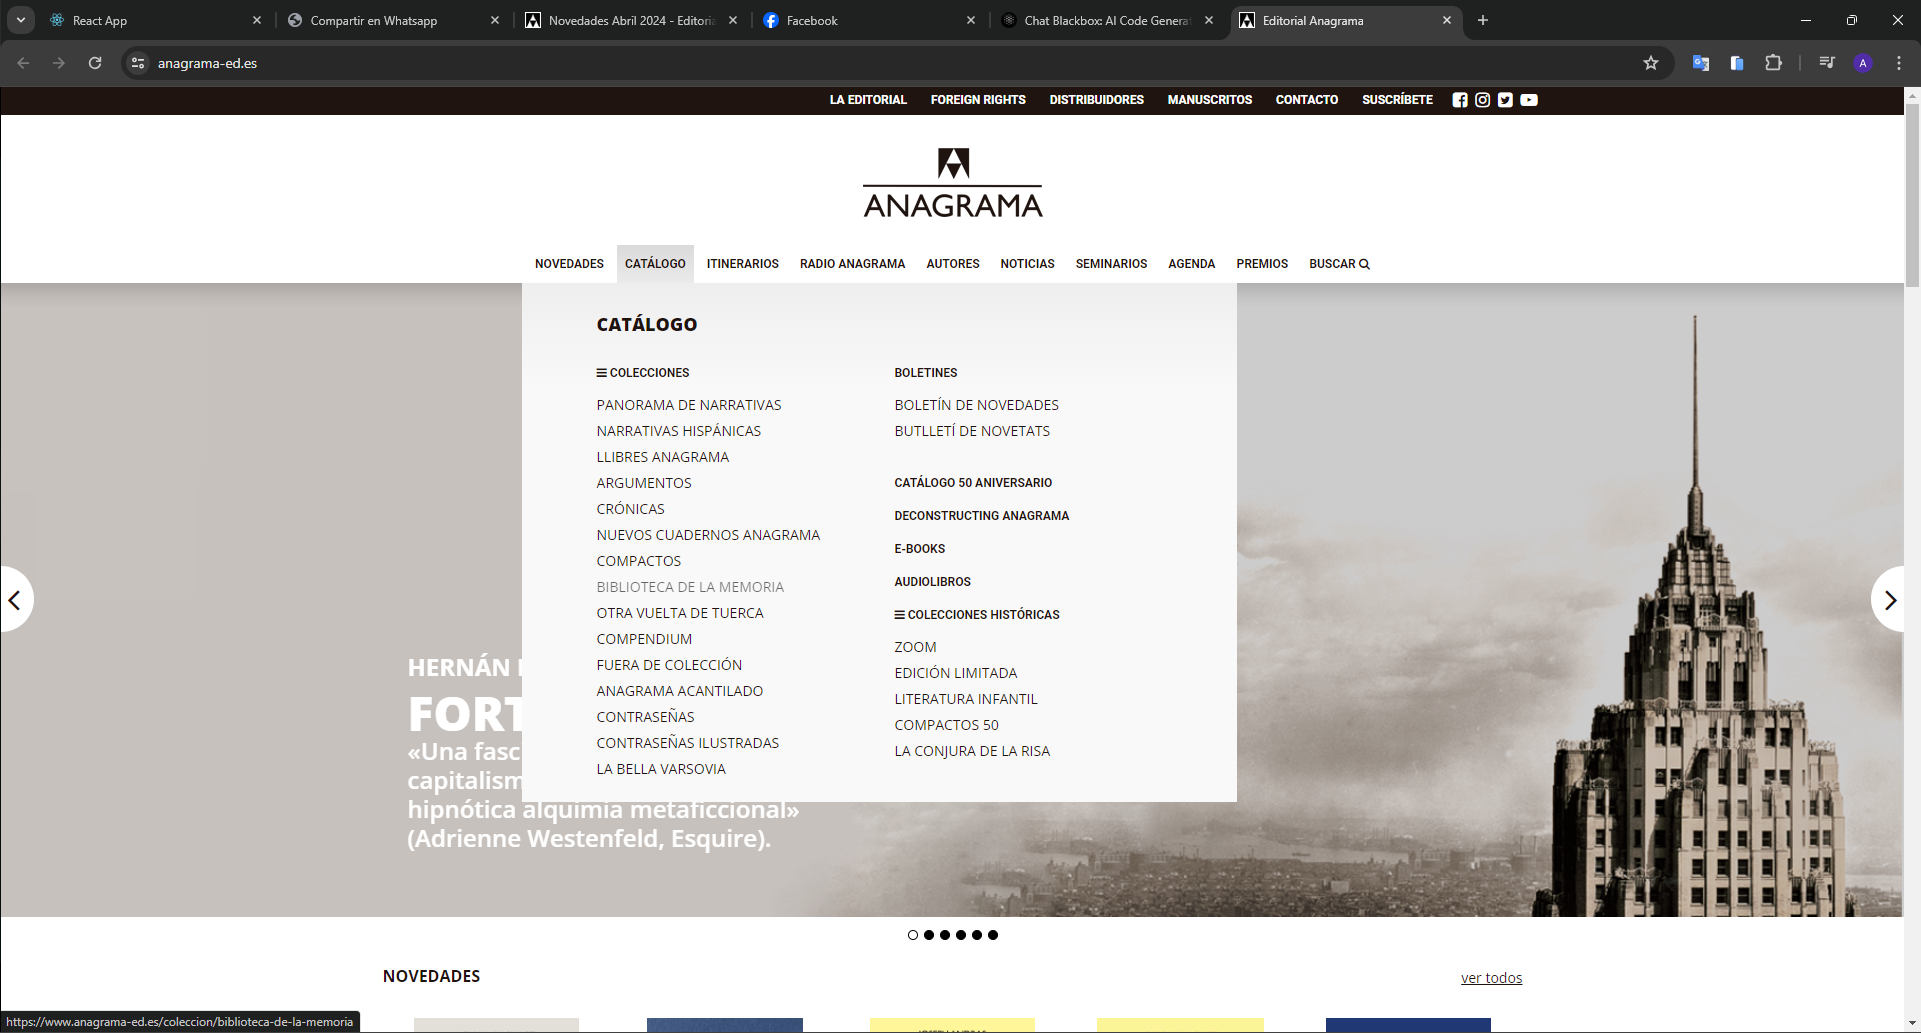 React App
Compartir en Whatsapp
Novedades Abril 2024 - Editoria
Facebook
Chat Blackbox: AI Code Generat
Editorial Anagrama
anagrama-ed.es
A
LA EDITORIAL
FOREIGN RIGHTS
DISTRIBUIDORES
MANUSCRITOS
CONTACTO
SUSCRÍBETE
ANAGRAMA
NOVEDADES
CATÁLOGO
ITINERARIOS
RADIO ANAGRAMA
AUTORES
NOTICIAS
SEMINARIOS
AGENDA
PREMIOS
BUSCAR
CATÁLOGO
COLECCIONES
PANORAMA DE NARRATIVAS
NARRATIVAS HISPÁNICAS
LLIBRES ANAGRAMA
ARGUMENTOS
CRÓNICAS
NUEVOS CUADERNOS ANAGRAMA
COMPACTOS
BIBLIOTECA DE LA MEMORIA
OTRA VUELTA DE TUERCA
COMPENDIUM
FUERA DE COLECCIÓN
ANAGRAMA ACANTILADO
CONTRASEÑAS
CONTRASEÑAS ILUSTRADAS
LA BELLA VARSOVIA
BOLETINES
BOLETÍN DE NOVEDADES
BUTLLETÍ DE NOVETATS
CATÁLOGO 50 ANIVERSARIO
DECONSTRUCTING ANAGRAMA
E-BOOKS
AUDIOLIBROS
COLECCIONES HISTÓRICAS
ZOOM
EDICIÓN LIMITADA
LITERATURA INFANTIL
COMPACTOS 50
LA CONJURA DE LA RISA
HERNÁN
FORT
«Una fasc
capitalism
hipnótica alquimia metaficcional»
(Adrienne Westenfeld, Esquire).
NOVEDADES
ver todos
https://www.anagrama-ed.es/coleccion/biblioteca-de-la-memoria